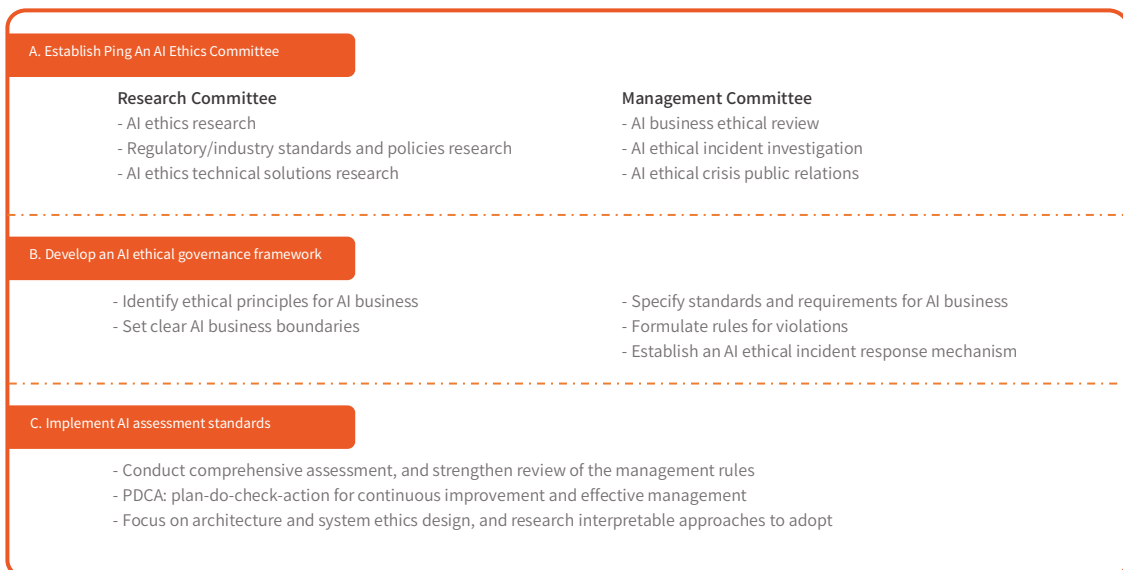 A. Establish Ping An AI Ethics Committee
Research Committee
- AI ethics research
- Regulatory/industry standards and policies research
- AI ethics technical solutions research
Management Committee
- AI business ethical review
- AI ethical incident investigation
- AI ethical crisis public relations
B. Develop an AI ethical governance framework
- Identify ethical principles for AI business
- Set clear AI business boundaries
- Specify standards and requirements for AI business
- Formulate rules for violations
- Establish an AI ethical incident response mechanism
C. Implement AI assessment standards
- Conduct comprehensive assessment, and strengthen review of the management rules
- PDCA: plan-do-check-action for continuous improvement and effective management
- Focus on architecture and system ethics design, and research interpretable approaches to adopt